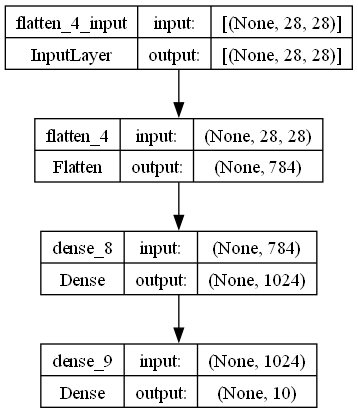 flatten_4_input input: [(None, 28, 28)]
InputLayer output: [(None, 28, 28)]
flatten_4 input: (None, 28, 28)
Flatten output: (None, 784)
dense_8 input: (None, 784)
Dense output: (None, 1024)
dense_9 input: (None, 1024)
Dense output: (None, 10)